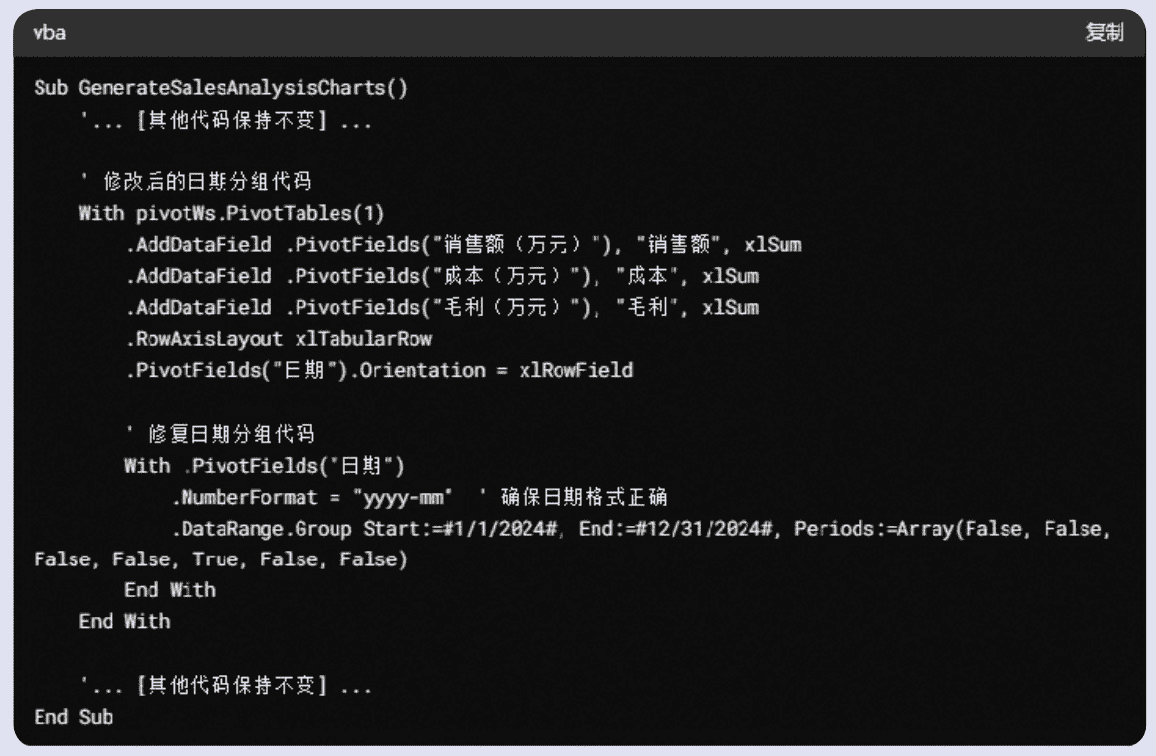 vba
复制
Sub GenerateSalesAnalysisCharts()
'... [其他代码保持不变] ...
' 修改后的日期分组代码
With pivotWs.PivotTables(1)
.AddDataField .PivotFields("销售额（万元）"), "销售额", xlSum
.AddDataField .PivotFields("成本（万元）"), "成本", xlSum
.AddDataField .PivotFields("毛利（万元）"), "毛利", xlSum
.RowAxisLayout xlTabularRow
.PivotFields("日期").Orientation = xlRowField
' 修复日期分组代码
With .PivotFields("日期")
.NumberFormat = "yyyy-mm"  ' 确保日期格式正确
.DataRange.Group Start:=#1/1/2024#, End:=#12/31/2024#, Periods:=Array(False, False,
False, False, True, False, False)
End With
End With
'... [其他代码保持不变] ...
End Sub